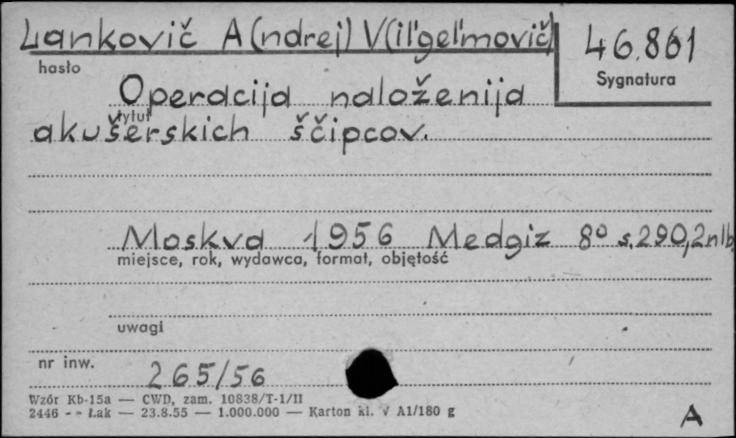 Lankovič A(ndrej) V(il'gel'movič)
46.861
hasło
Sygnatura
Operacija naloženija
tytuł
akušerskich ščipcov.
Moskva 1956 Medgiz 8º s.290,2nlb
miejsce, rok, wydawca, format, objętość
uwagi
nr inw.
265/56
Wzór Kb-15a — CWD, zam. 10838/T-1/II
2446 -- Łak — 23.8.55 — 1.000.000 — Karton kl. V A1/180 g
A